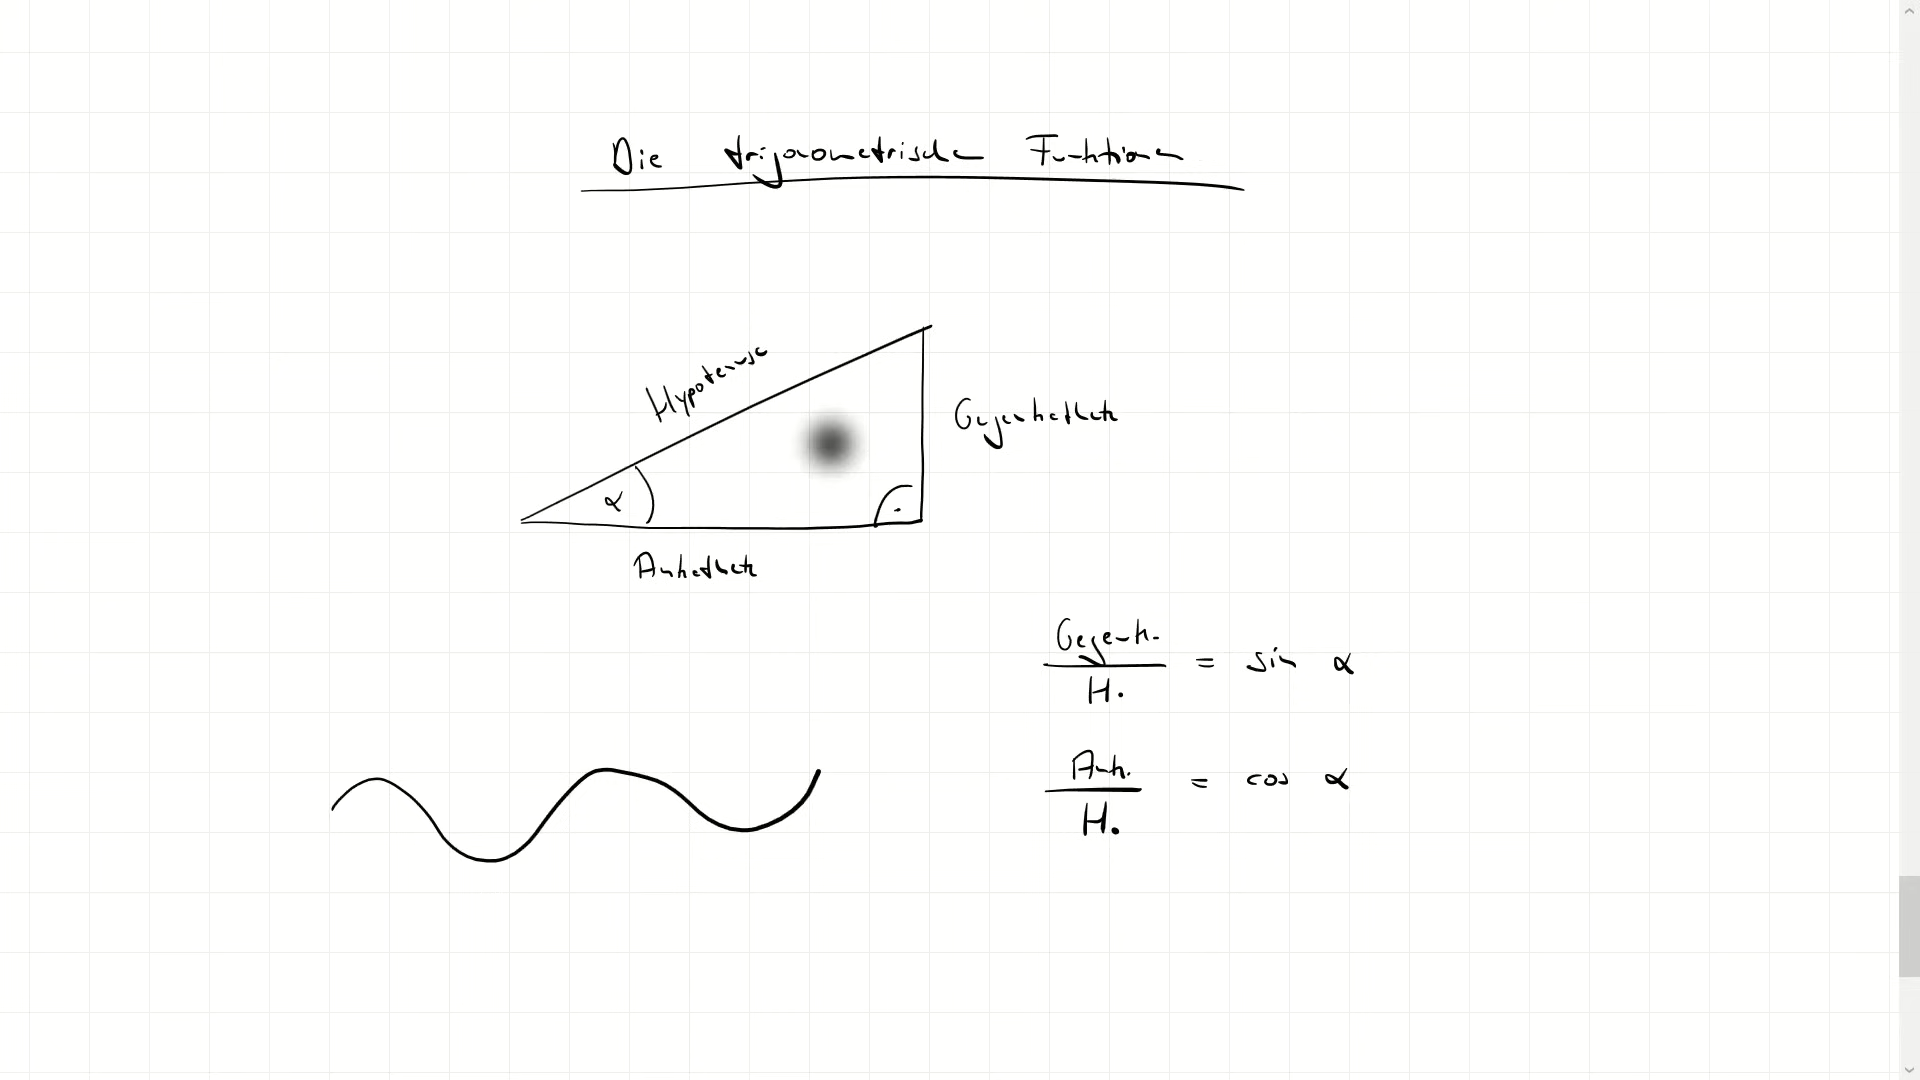 Die trigonometrische Funktionen
Hypotenuse
Gegenkathete
α
Ankathete
Gegenk.
H.
= sin α
Ank.
H.
= cos α